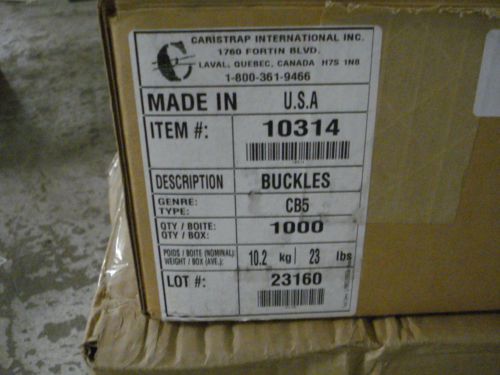 CARISTRAP INTERNATIONAL INC.
1760 FORTIN BLVD.
LAVAL, QUEBEC, CANADA H7S 1N8
1-800-361-9466
MADE IN U.S.A
ITEM #: 10314
DESCRIPTION BUCKLES
GENRE:
TYPE: CB5
QTY / BOITE:
QTY / BOX: 1000
POIDS / BOITE (NOMINAL):
WEIGHT / BOX (AVE.): 10.2 kg 23 lbs
LOT #: 23160